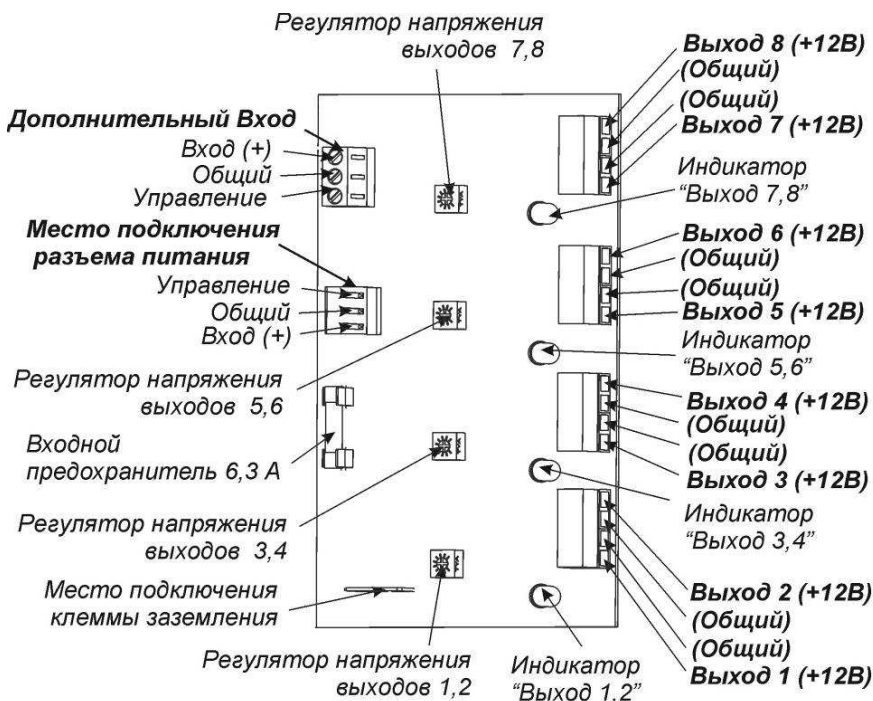 Регулятор напряжения
выходов 7,8
Дополнительный Вход
Вход (+)
Общий
Управление
Место подключения
разъема питания
Управление
Общий
Вход (+)
Регулятор напряжения
выходов 5,6
Входной
предохранитель 6,3 А
Регулятор напряжения
выходов 3,4
Место подключения
клеммы заземления
Регулятор напряжения
выходов 1,2
Выход 8 (+12В)
(Общий)
(Общий)
Выход 7 (+12В)
Индикатор
“Выход 7,8”
Выход 6 (+12В)
(Общий)
(Общий)
Выход 5 (+12В)
Индикатор
“Выход 5,6”
Выход 4 (+12В)
(Общий)
(Общий)
Выход 3 (+12В)
Индикатор
“Выход 3,4”
Выход 2 (+12В)
(Общий)
(Общий)
Выход 1 (+12В)
Индикатор
“Выход 1,2”